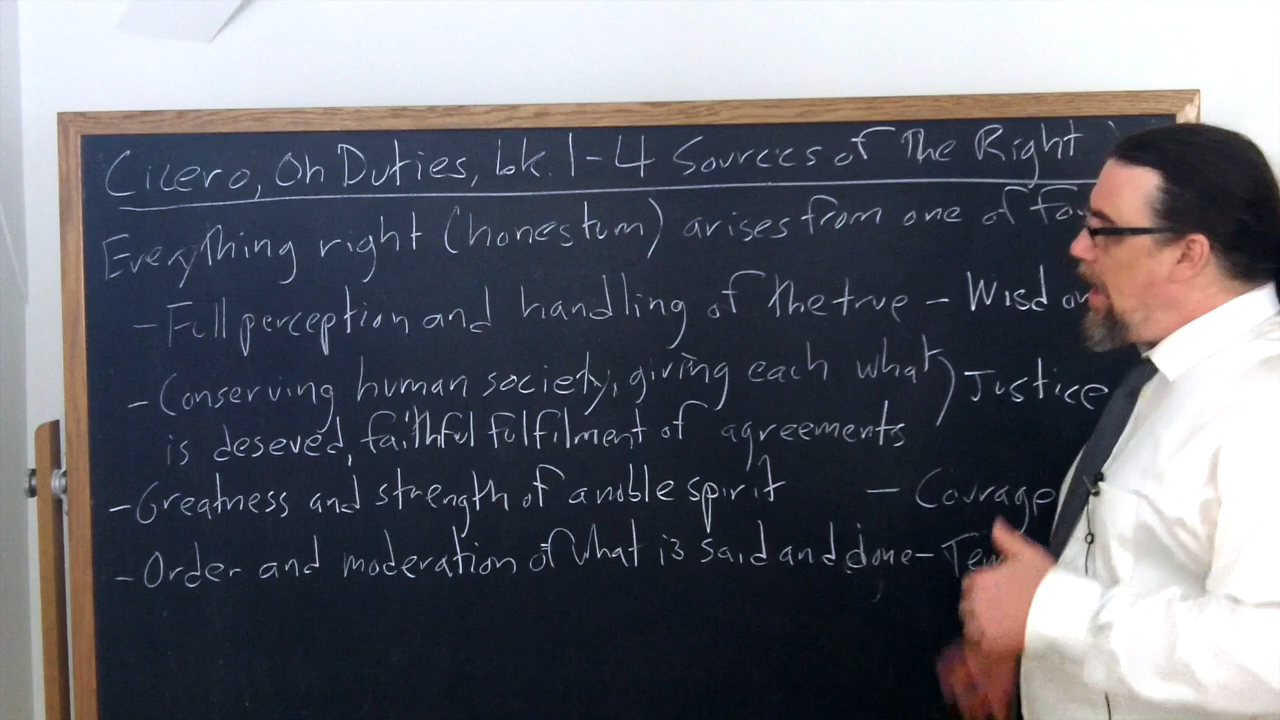 Cicero, On Duties, bk. 1 - 4 Sources of The Right
Everything right (honestum) arises from one of
- Full perception and handling of the true -
- Conserving human society, giving each what ) Justice
is deseved, faithful fulfilment of agreements
- Greatness and strength of a noble spirit - Courage
- Order and moderation of what is said and done -